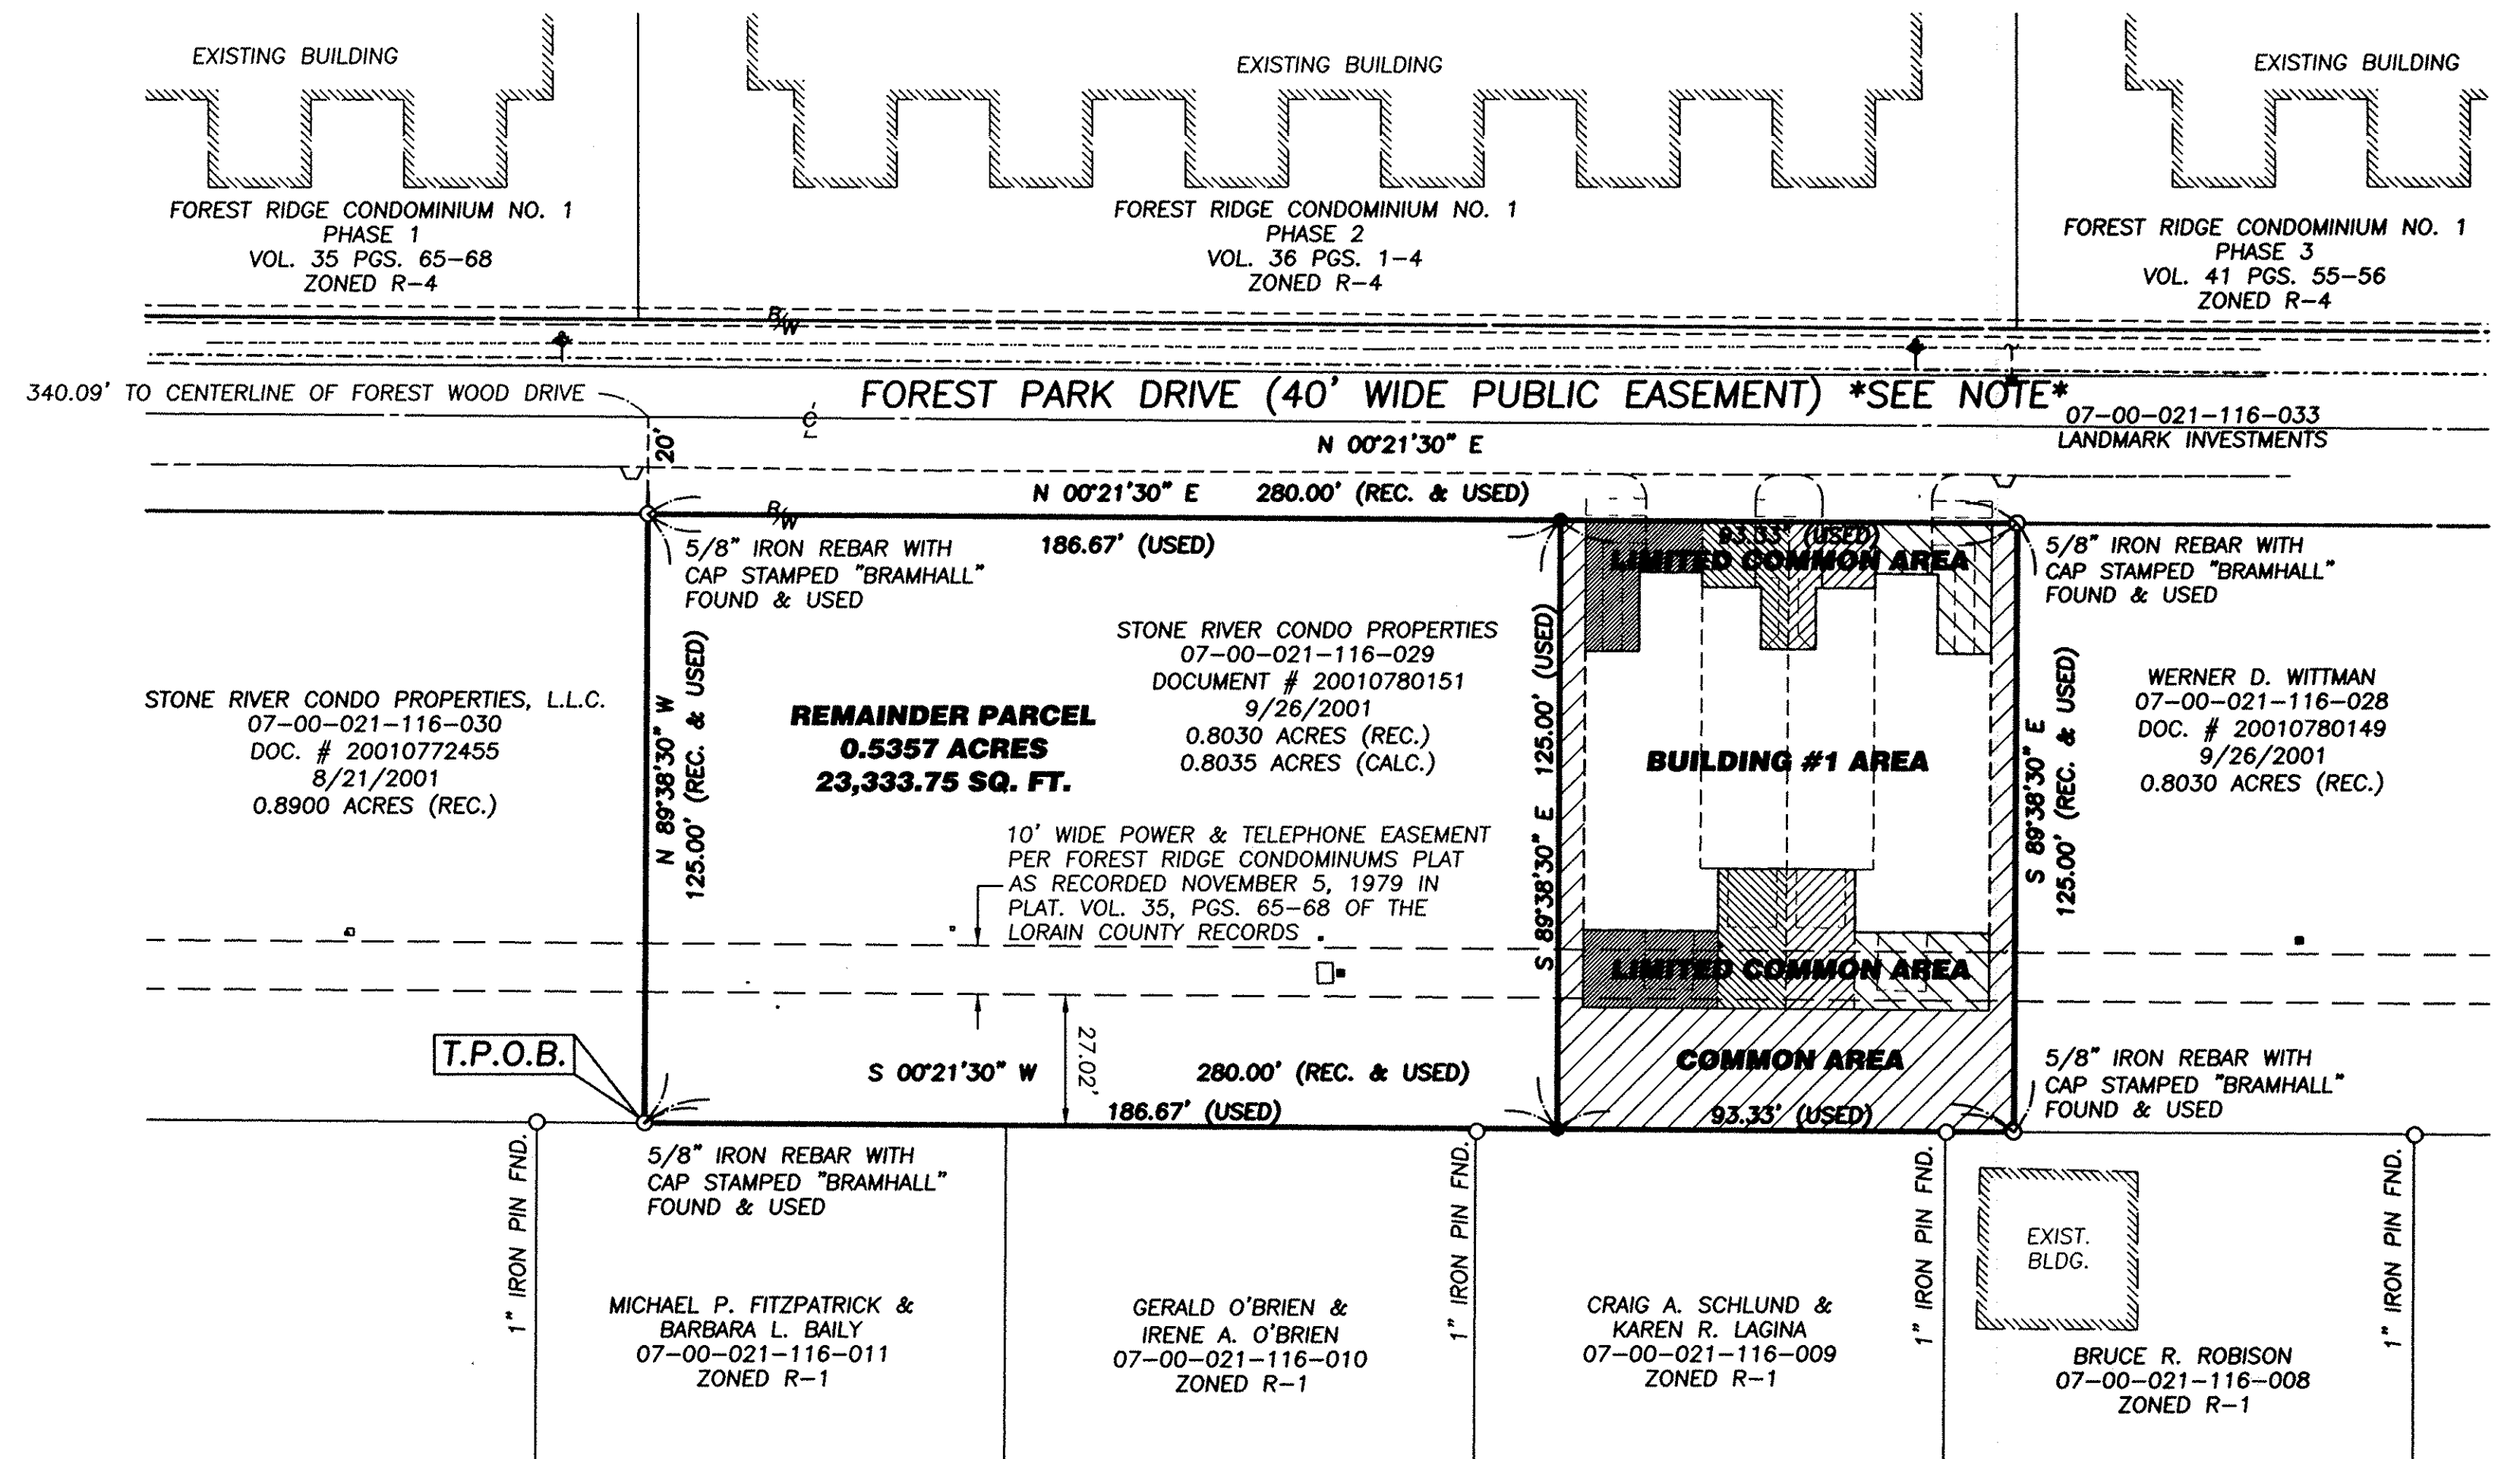 EXISTING BUILDING
EXISTING BUILDING
EXISTING BUILDING
FOREST RIDGE CONDOMINIUM NO. 1
PHASE 1
VOL. 35 PGS. 65-68
ZONED R-4
FOREST RIDGE CONDOMINIUM NO. 1
PHASE 2
VOL. 36 PGS. 1-4
ZONED R-4
FOREST RIDGE CONDOMINIUM NO. 1
PHASE 3
VOL. 41 PGS. 55-56
ZONED R-4
R/W
340.09' TO CENTERLINE OF FOREST WOOD DRIVE
FOREST PARK DRIVE (40' WIDE PUBLIC EASEMENT) *SEE NOTE*
07-00-021-116-033
LANDMARK INVESTMENTS
20'
N 00°21'30" E
N 00°21'30" E 280.00' (REC. & USED)
R/W
186.67' (USED)
93.33' (USED)
LIMITED COMMON AREA
5/8" IRON REBAR WITH
CAP STAMPED "BRAMHALL"
FOUND & USED
5/8" IRON REBAR WITH
CAP STAMPED "BRAMHALL"
FOUND & USED
STONE RIVER CONDO PROPERTIES, L.L.C.
07-00-021-116-030
DOC. # 20010772455
8/21/2001
0.8900 ACRES (REC.)
N 89°38'30" W
125.00' (REC. & USED)
REMAINDER PARCEL
0.5357 ACRES
23,333.75 SQ. FT.
STONE RIVER CONDO PROPERTIES
07-00-021-116-029
DOCUMENT # 20010780151
9/26/2001
0.8030 ACRES (REC.)
0.8035 ACRES (CALC.)
S 89°38'30" E 125.00' (USED)
BUILDING #1 AREA
S 89°38'30" E
125.00' (REC. & USED)
WERNER D. WITTMAN
07-00-021-116-028
DOC. # 20010780149
9/26/2001
0.8030 ACRES (REC.)
10' WIDE POWER & TELEPHONE EASEMENT
PER FOREST RIDGE CONDOMINUMS PLAT
AS RECORDED NOVEMBER 5, 1979 IN
PLAT. VOL. 35, PGS. 65-68 OF THE
LORAIN COUNTY RECORDS
LIMITED COMMON AREA
T.P.O.B.
27.02'
S 00°21'30" W 280.00' (REC. & USED)
186.67' (USED)
COMMON AREA
93.33' (USED)
5/8" IRON REBAR WITH
CAP STAMPED "BRAMHALL"
FOUND & USED
5/8" IRON REBAR WITH
CAP STAMPED "BRAMHALL"
FOUND & USED
1" IRON PIN FND.
1" IRON PIN FND.
1" IRON PIN FND.
1" IRON PIN FND.
EXIST.
BLDG.
MICHAEL P. FITZPATRICK &
BARBARA L. BAILY
07-00-021-116-011
ZONED R-1
GERALD O'BRIEN &
IRENE A. O'BRIEN
07-00-021-116-010
ZONED R-1
CRAIG A. SCHLUND &
KAREN R. LAGINA
07-00-021-116-009
ZONED R-1
BRUCE R. ROBISON
07-00-021-116-008
ZONED R-1